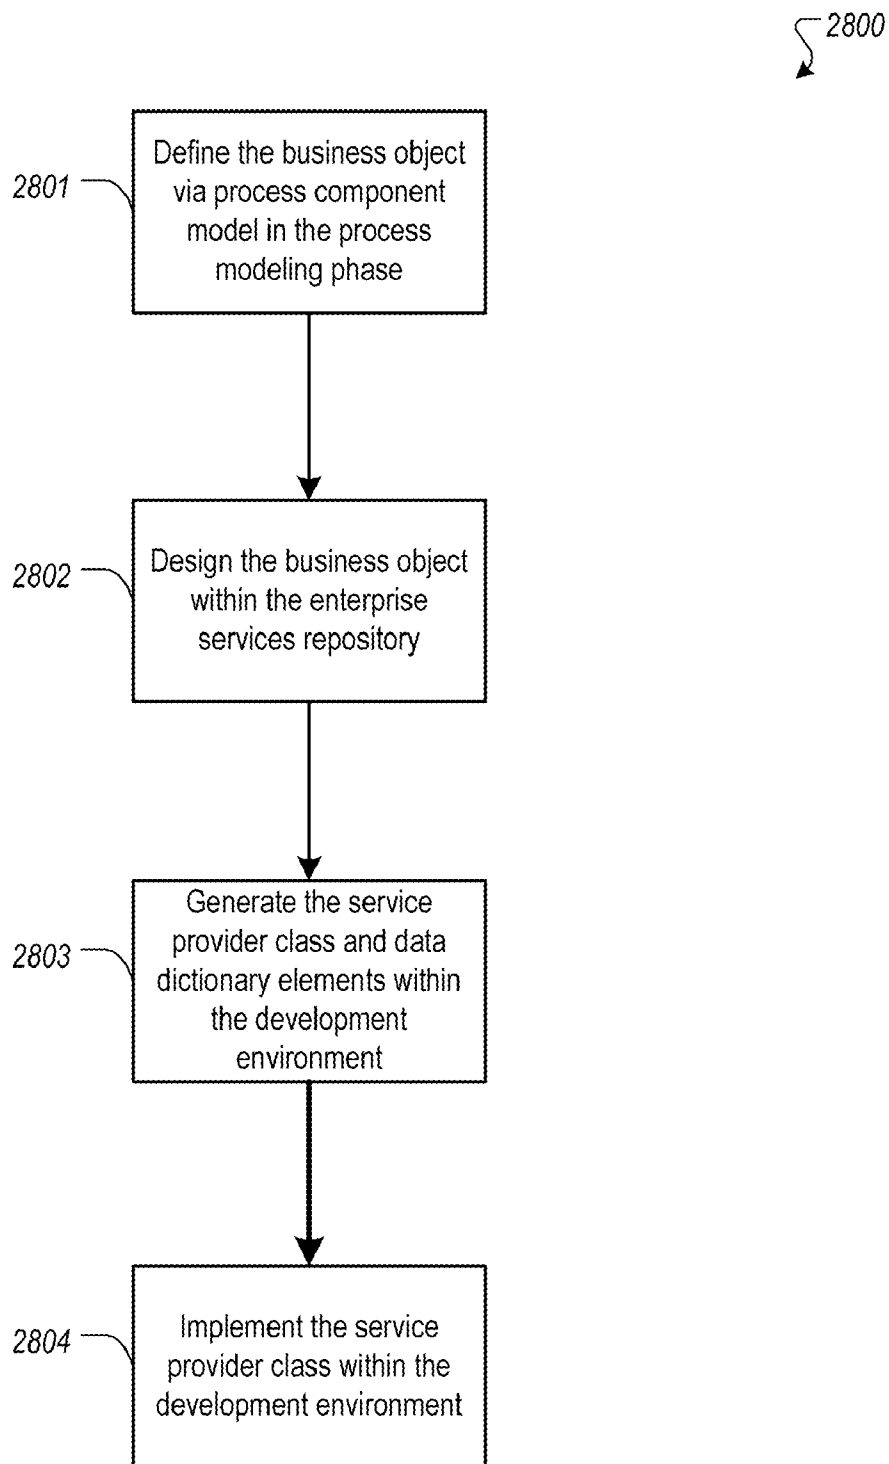 2800
2801
Define the business object
via process component
model in the process
modeling phase
2802
Design the business object
within the enterprise
services repository
2803
Generate the service
provider class and data
dictionary elements within
the development
environment
2804
Implement the service
provider class within the
development environment